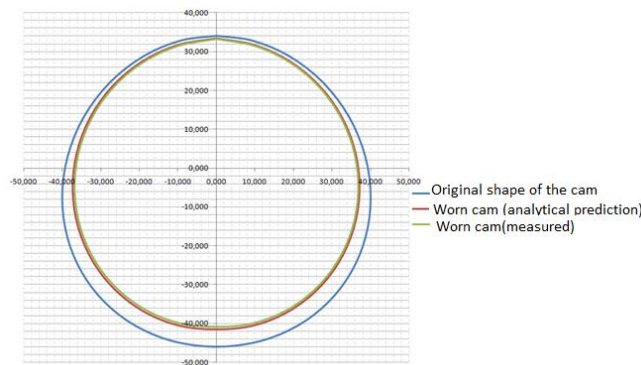 40,000
30,000
20,000
10,000
0,000
-50,000 -40,000 -30,000 -20,000 -10,000 0,000 10,000 20,000 30,000 40,000 50,000
-10,000
-20,000
-30,000
-40,000
-50,000
Original shape of the cam
Worn cam (analytical prediction)
Worn cam(measured)